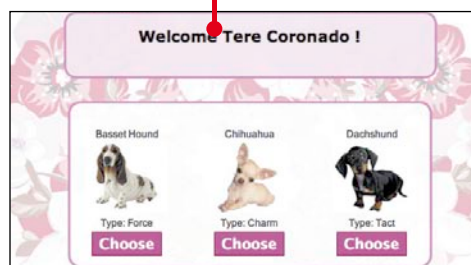 Welcome Tere Coronado !
Basset Hound
Chihuahua
Dachshund
Type: Force
Type: Charm
Type: Tact
Choose
Choose
Choose